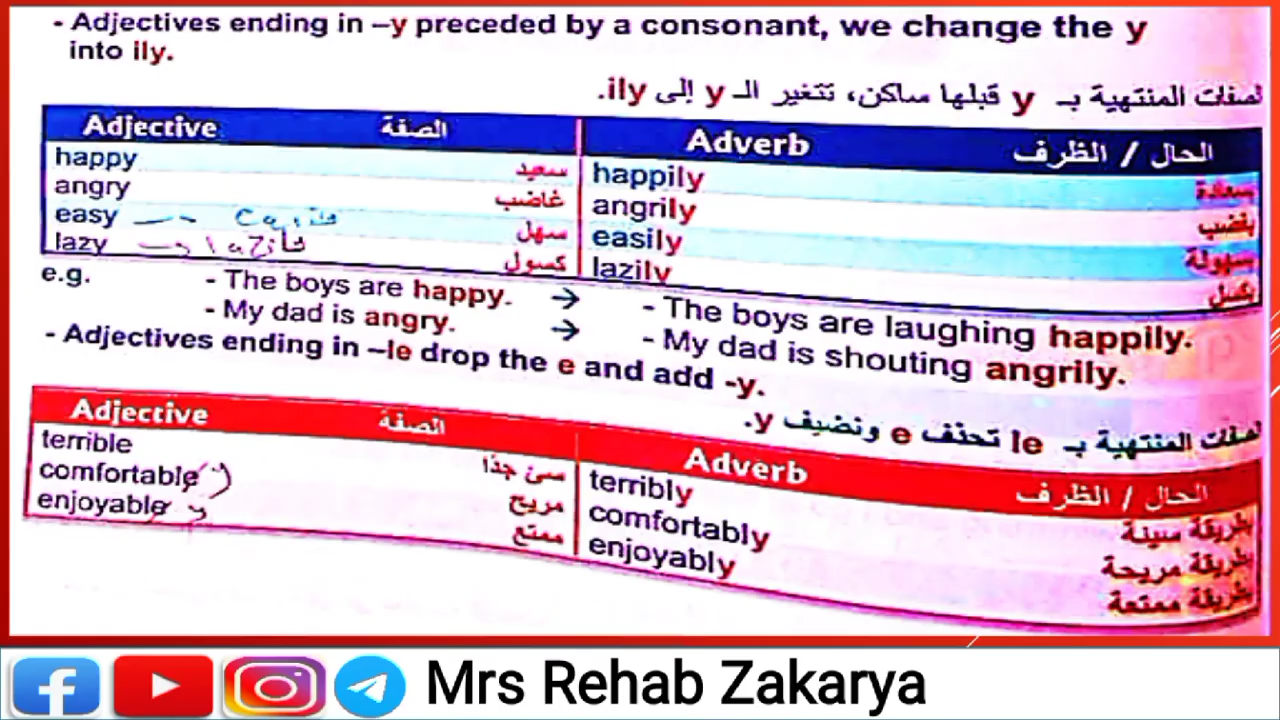 - Adjectives ending in –y preceded by a consonant, we change the y
into ily.
لصفات المنتهية بـ y قبلها ساكن، تتغير الـ y إلى ily.
Adjective الصفة Adverb الحال / الظرف
happy سعيد happily بسعادة
angry غاضب angrily بغضب
easy سهل easily بسهولة
lazy كسول lazily بكسل
e.g. - The boys are happy. → - The boys are laughing happily.
- My dad is angry. → - My dad is shouting angrily.
- Adjectives ending in –le drop the e and add -y.
لصفات المنتهية بـ le تحذف e ونضيف y.
Adjective الصفة Adverb الحال / الظرف
terrible سئ جدًا terribly بطريقة سيئة
comfortable y مريح comfortably بطريقة مريحة
enjoyable y ممتع enjoyably بطريقة ممتعة
Mrs Rehab Zakarya